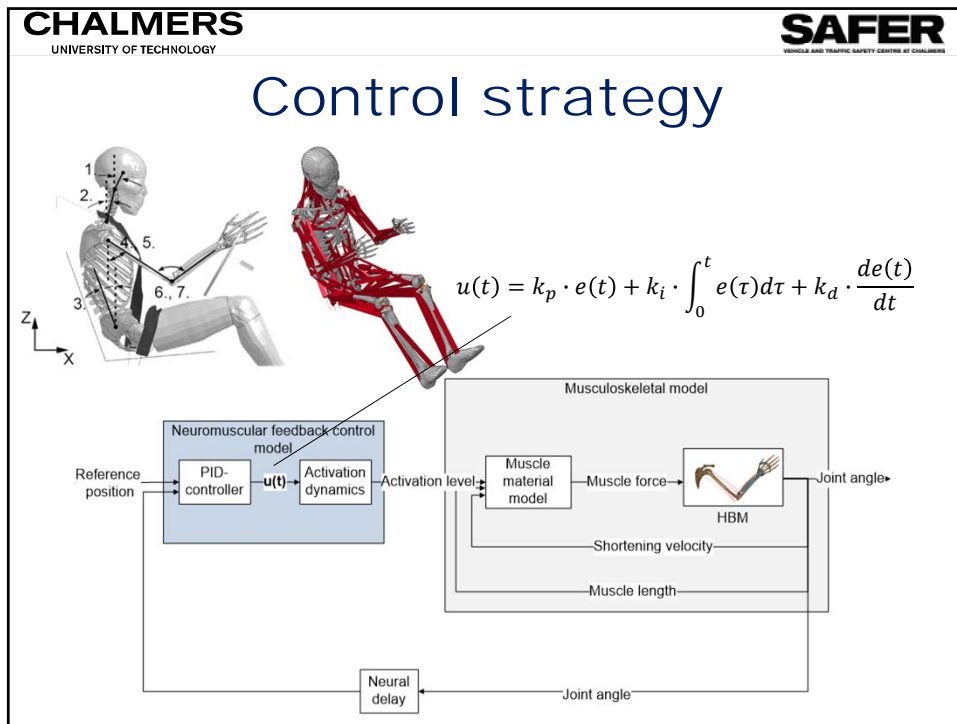 CHALMERS
UNIVERSITY OF TECHNOLOGY
SAFER
VEHICLE AND TRAFFIC SAFETY CENTRE AT CHALMERS
Control strategy
1
2.
4. 5.
6., 7.
3.
Z
X
u(t) = k_p · e(t) + k_i · ∫_0^t e(τ)dτ + k_d · de(t)/dt
Musculoskeletal model
Neuromuscular feedback control
model
Reference
position
PID-
controller
u(t)
Activation
dynamics
Activation level
Muscle
material
model
Muscle force
HBM
Joint angle
Shortening velocity
Muscle length
Neural
delay
Joint angle